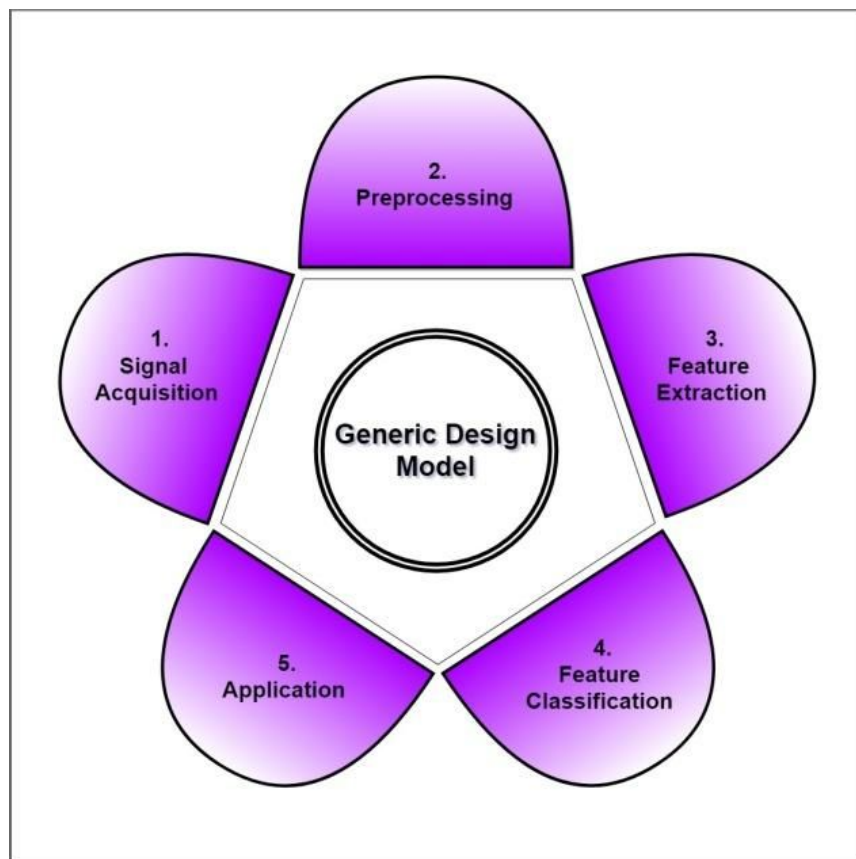 Generic Design
Model
1.
Signal
Acquisition
2.
Preprocessing
3.
Feature
Extraction
4.
Feature
Classification
5.
Application